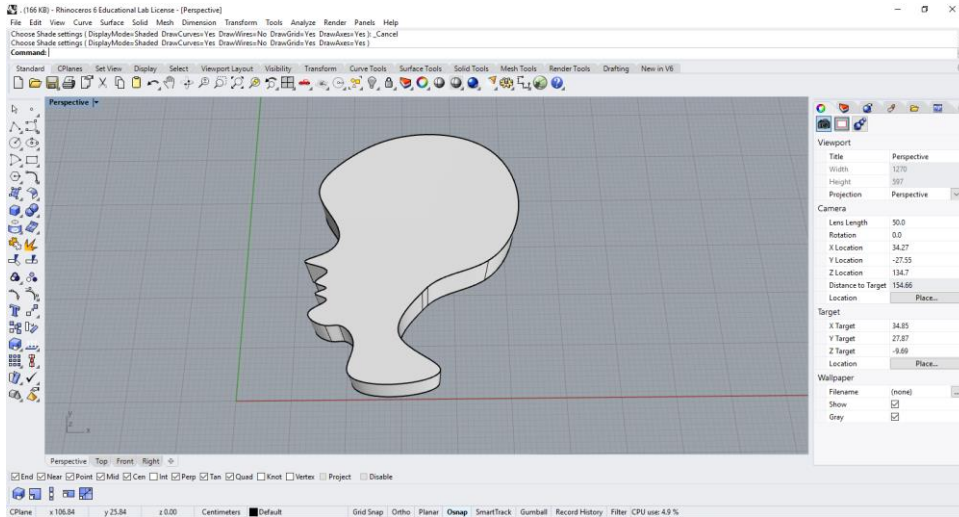 . (166 KB) - Rhinoceros 6 Educational Lab License - [Perspective]
File Edit View Curve Surface Solid Mesh Dimension Transform Tools Analyze Render Panels Help
Choose Shade settings ( DisplayMode=Shaded DrawCurves=Yes DrawWires=No DrawGrid=Yes DrawAxes=Yes ): _Cancel
Choose Shade settings ( DisplayMode=Shaded DrawCurves=Yes DrawWires=No DrawGrid=Yes DrawAxes=Yes )
Command:
Standard CPlanes Set View Display Select Viewport Layout Visibility Transform Curve Tools Surface Tools Solid Tools Mesh Tools Render Tools Drafting New in V6
Perspective
Viewport
Title Perspective
Width 1270
Height 597
Projection Perspective
Camera
Lens Length 50.0
Rotation 0.0
X Location 34.27
Y Location -27.55
Z Location 134.7
Distance to Target 154.66
Location Place...
Target
X Target 34.85
Y Target 27.87
Z Target -9.69
Location Place...
Wallpaper
Filename (none) ...
Show
Gray
y
z x
Perspective Top Front Right
End Near Point Mid Cen Int Perp Tan Quad Knot Vertex Project Disable
CPlane x 106.84 y 25.84 z 0.00 Centimeters Default Grid Snap Ortho Planar Osnap SmartTrack Gumball Record History Filter CPU use: 4.9 %